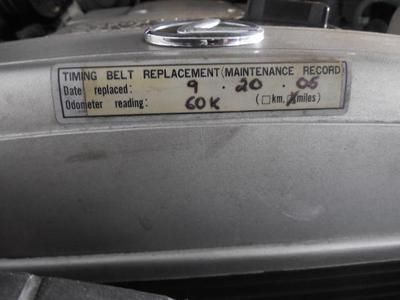 TIMING BELT REPLACEMENT(MAINTENANCE RECORD)
Date replaced: 9 . 20 . 05
Odometer reading: 60K (☐km,☒miles)